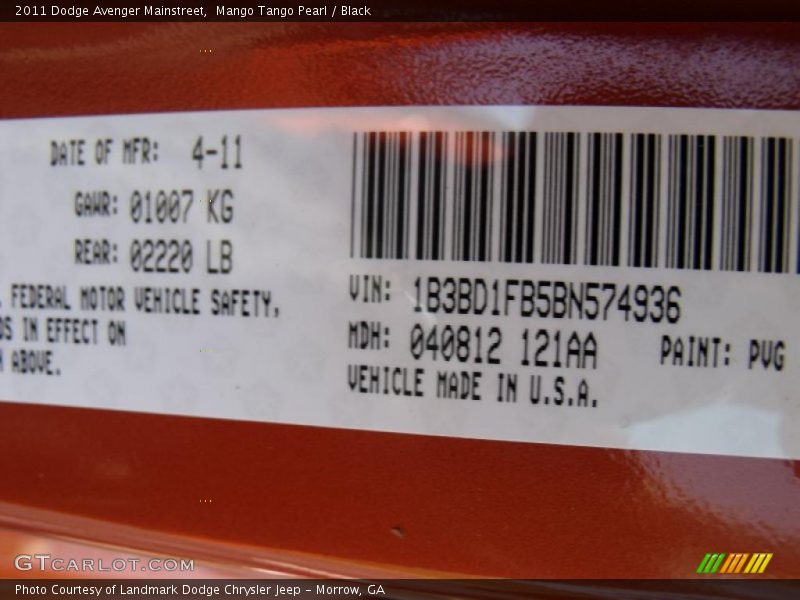 2011 Dodge Avenger Mainstreet,  Mango Tango Pearl / Black
DATE OF MFR: 4-11
GAWR: 01007 KG
REAR: 02220 LB
FEDERAL MOTOR VEHICLE SAFETY,
IN EFFECT ON
ABOVE.
VIN: 1B3BD1FB5BN574936
MDH: 040812 121AA PAINT: PVG
VEHICLE MADE IN U.S.A.
GTCARLOT.COM
Photo Courtesy of Landmark Dodge Chrysler Jeep – Morrow, GA